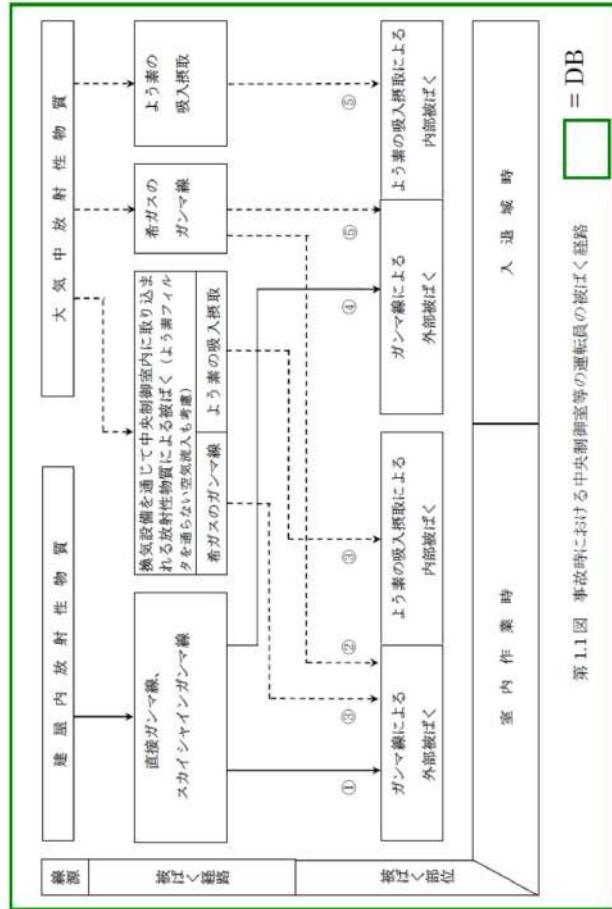 線源
建屋内放射性物質
大気中放射性物質
被ばく経路
直接ガンマ線、
スカイシャインガンマ線
換気設備を通じて中央制御室内に取り込ま
れる放射性物質による被ばく(よう素フィル
タを通らない空気流入も考慮)
希ガスのガンマ線
よう素の吸入摂取
希ガスの
ガンマ線
よう素の
吸入摂取
①
③
②
③
④
⑤
⑤
被ばく部位
ガンマ線による
外部被ばく
よう素の吸入摂取による
内部被ばく
ガンマ線による
外部被ばく
よう素の吸入摂取による
内部被ばく
室内作業時
入退域時
第1.1図 事故時における中央制御室等の運転員の被ばく経路
= DB